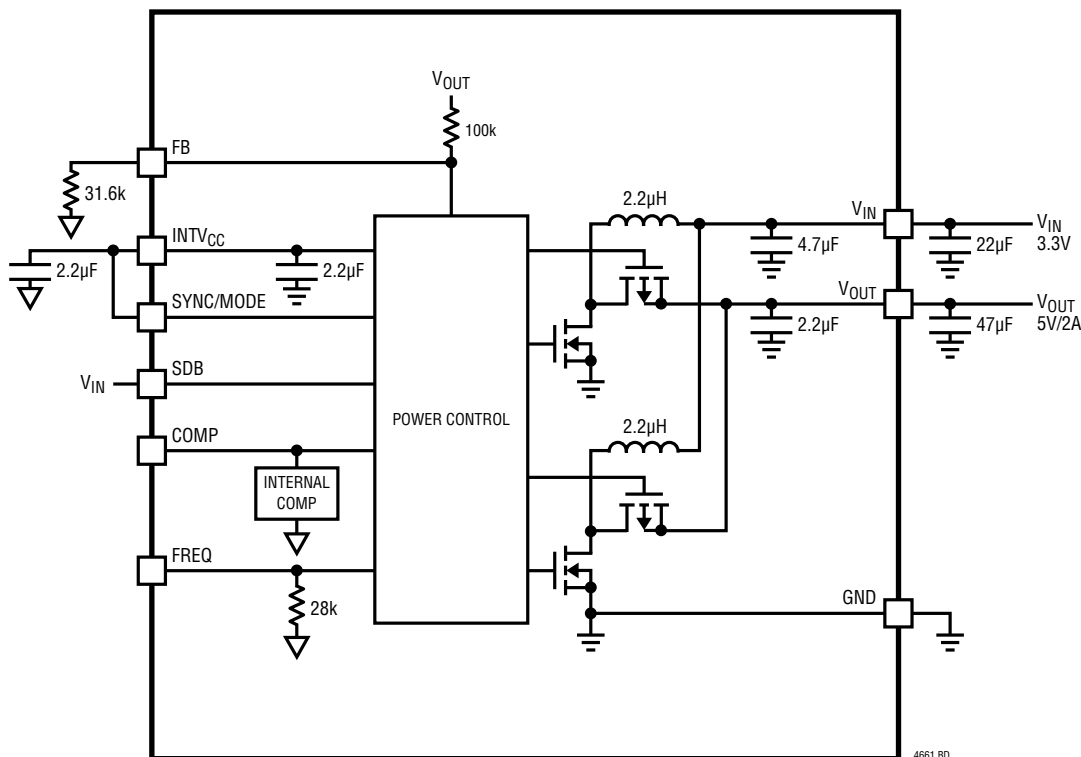 VOUT
100k
FB
31.6k
2.2µH
VIN
VIN
3.3V
INTVCC
4.7µF
22µF
2.2µF
2.2µF
SYNC/MODE
VOUT
VOUT
5V/2A
2.2µF
47µF
VIN
SDB
POWER CONTROL
2.2µH
COMP
INTERNAL
COMP
FREQ
28k
GND
4661 BD